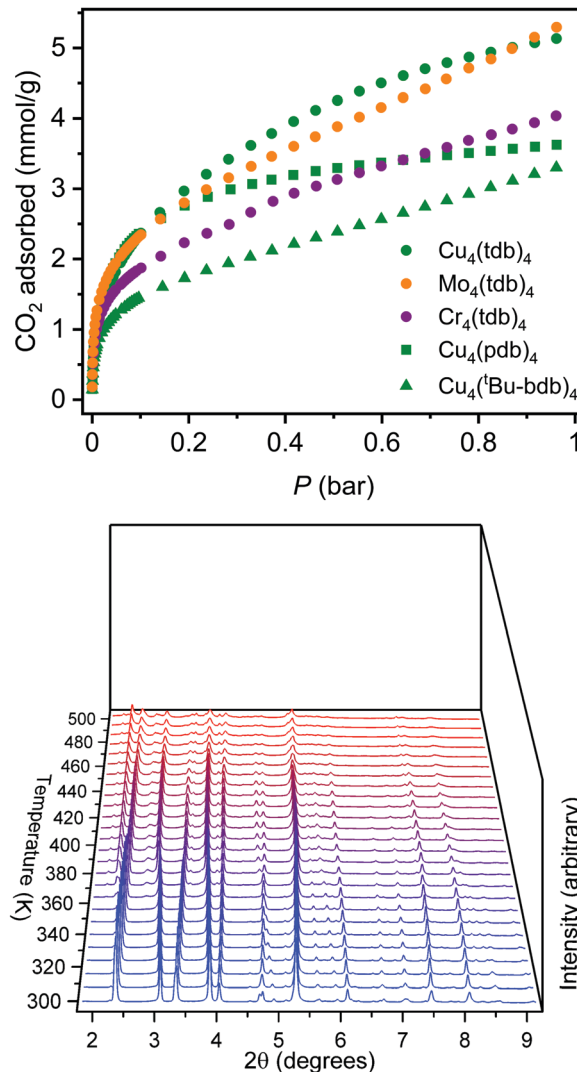 CO₂ adsorbed (mmol/g)
5
4
3
2
1
0
Cu₄(tdb)₄
Mo₄(tdb)₄
Cr₄(tdb)₄
Cu₄(pdb)₄
Cu₄(ᵗBu-bdb)₄
0 0.2 0.4 0.6 0.8 1
P (bar)
Temperature (K)
500
480
460
440
420
400
380
360
340
320
300
2 3 4 5 6 7 8 9
2θ (degrees)
Intensity (arbitrary)